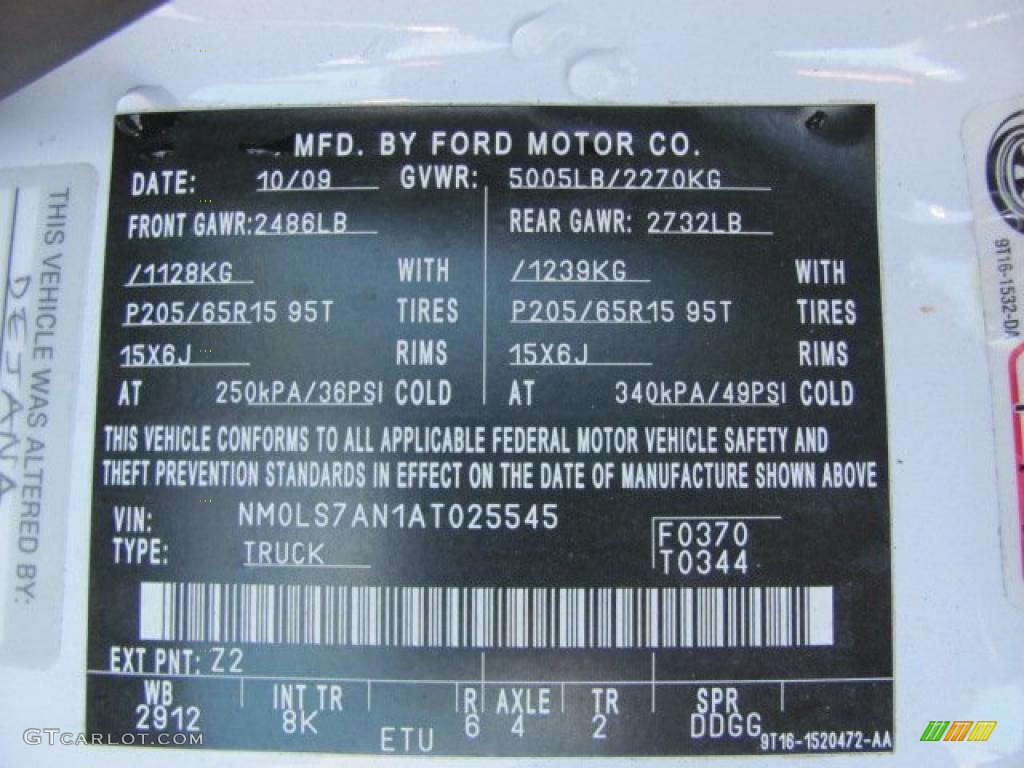 MFD. BY FORD MOTOR CO.
DATE: 10/09 GVWR: 5005LB/2270KG
FRONT GAWR: 2486LB REAR GAWR: 2732LB
/1128KG WITH /1239KG WITH
P205/65R15 95T TIRES P205/65R15 95T TIRES
15X6J RIMS 15X6J RIMS
AT 250kPA/36PSI COLD AT 340kPA/49PSI COLD
THIS VEHICLE CONFORMS TO ALL APPLICABLE FEDERAL MOTOR VEHICLE SAFETY AND
THEFT PREVENTION STANDARDS IN EFFECT ON THE DATE OF MANUFACTURE SHOWN ABOVE
VIN: NM0LS7AN1AT025545
TYPE: TRUCK
F0370
T0344
EXT PNT: Z2
WB INT TR R AXLE TR SPR
2912 8K 6 4 2 DDGG
ETU
9T16-1520472-AA
THIS VEHICLE WAS ALTERED BY:
DEJANA
9T16-1532-DA
GTCARLOT.COM